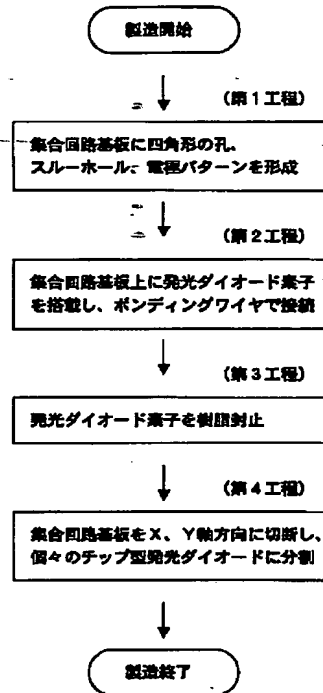 製造開始
(第1工程)
集合回路基板に四角形の孔、
スルーホール、電極パターンを形成
(第2工程)
集合回路基板上に発光ダイオード素子
を搭載し、ボンディングワイヤで接続
(第3工程)
発光ダイオード素子を樹脂封止
(第4工程)
集合回路基板をX、Y軸方向に切断し、
個々のチップ型発光ダイオードに分割
製造終了